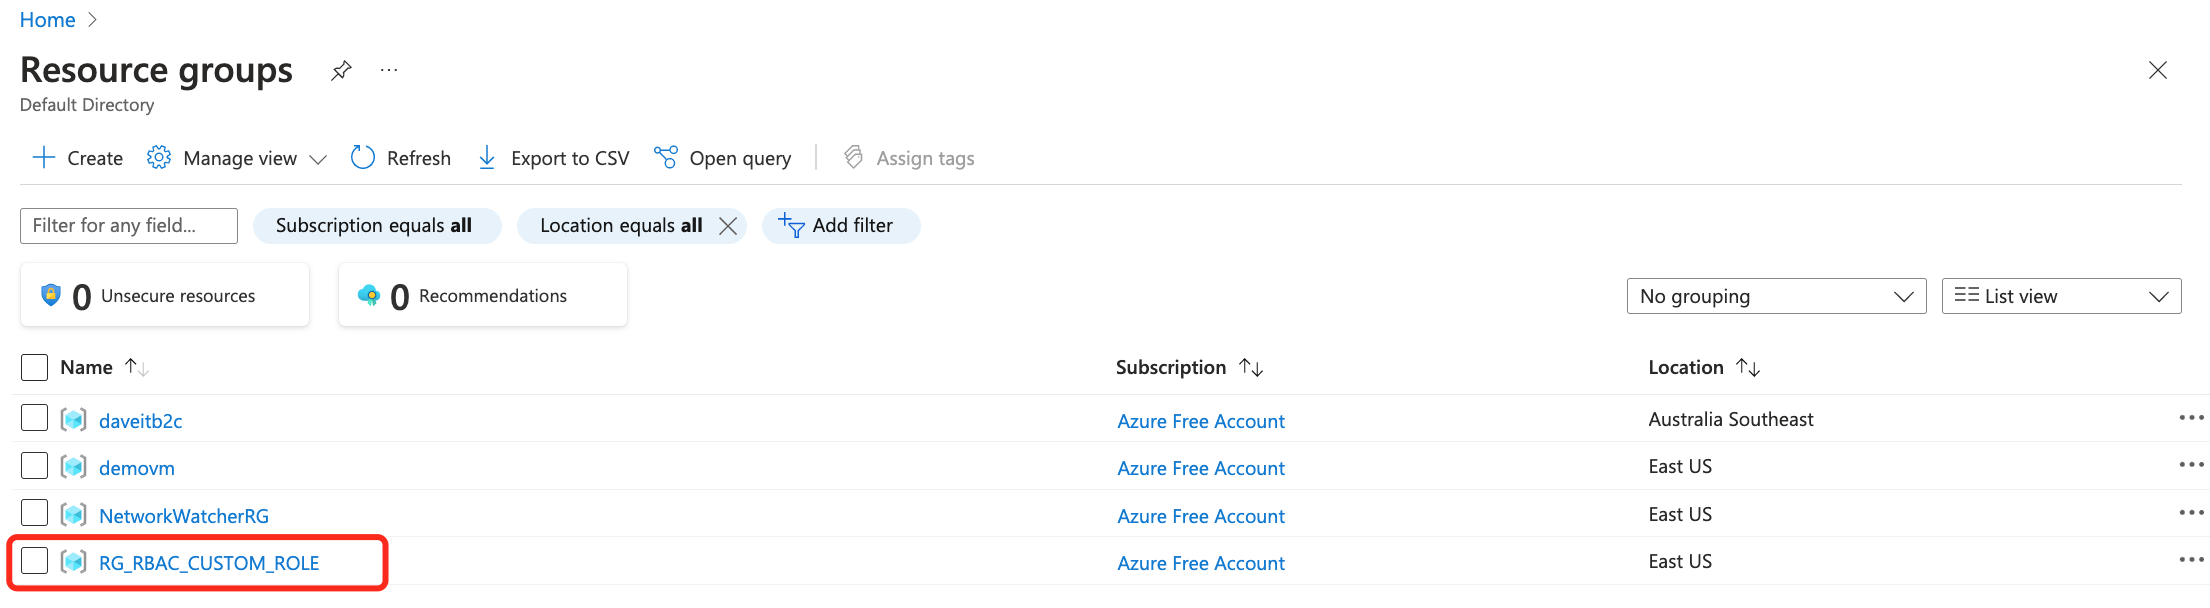 Home
Resource groups
Default Directory
Create Manage view Refresh Export to CSV Open query Assign tags
Filter for any field... Subscription equals all Location equals all Add filter
0 Unsecure resources 0 Recommendations No grouping List view
Name Subscription Location
daveitb2c Azure Free Account Australia Southeast
demovm Azure Free Account East US
NetworkWatcherRG Azure Free Account East US
RG_RBAC_CUSTOM_ROLE Azure Free Account East US